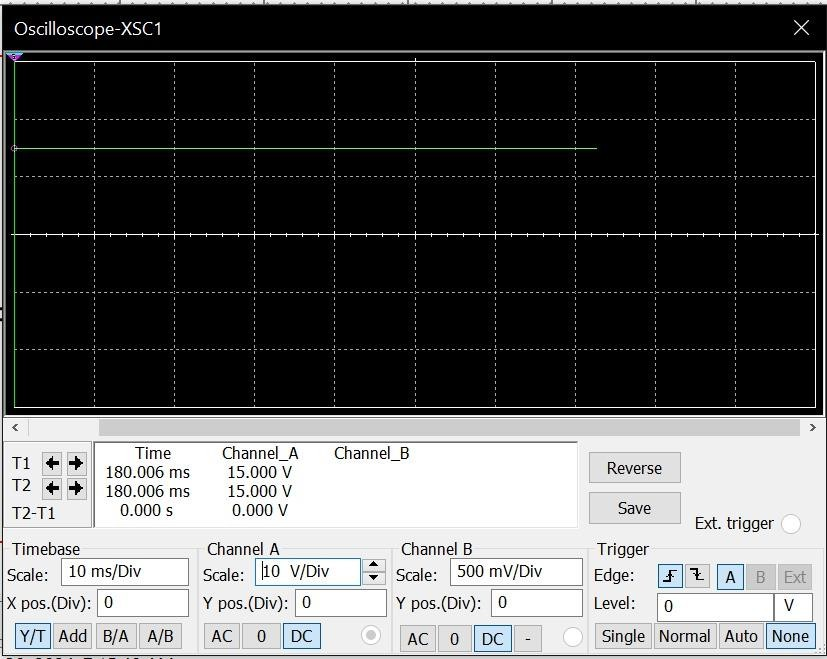 Oscilloscope-XSC1
Time Channel_A Channel_B
T1 180.006 ms 15.000 V
T2 180.006 ms 15.000 V
T2-T1 0.000 s 0.000 V
Reverse
Save
Ext. trigger
Timebase Channel A Channel B Trigger
Scale: 10 ms/Div Scale: 10 V/Div Scale: 500 mV/Div Edge: A B Ext
X pos.(Div): 0 Y pos.(Div): 0 Y pos.(Div): 0 Level: 0 V
Y/T Add B/A A/B AC 0 DC AC 0 DC - Single Normal Auto None